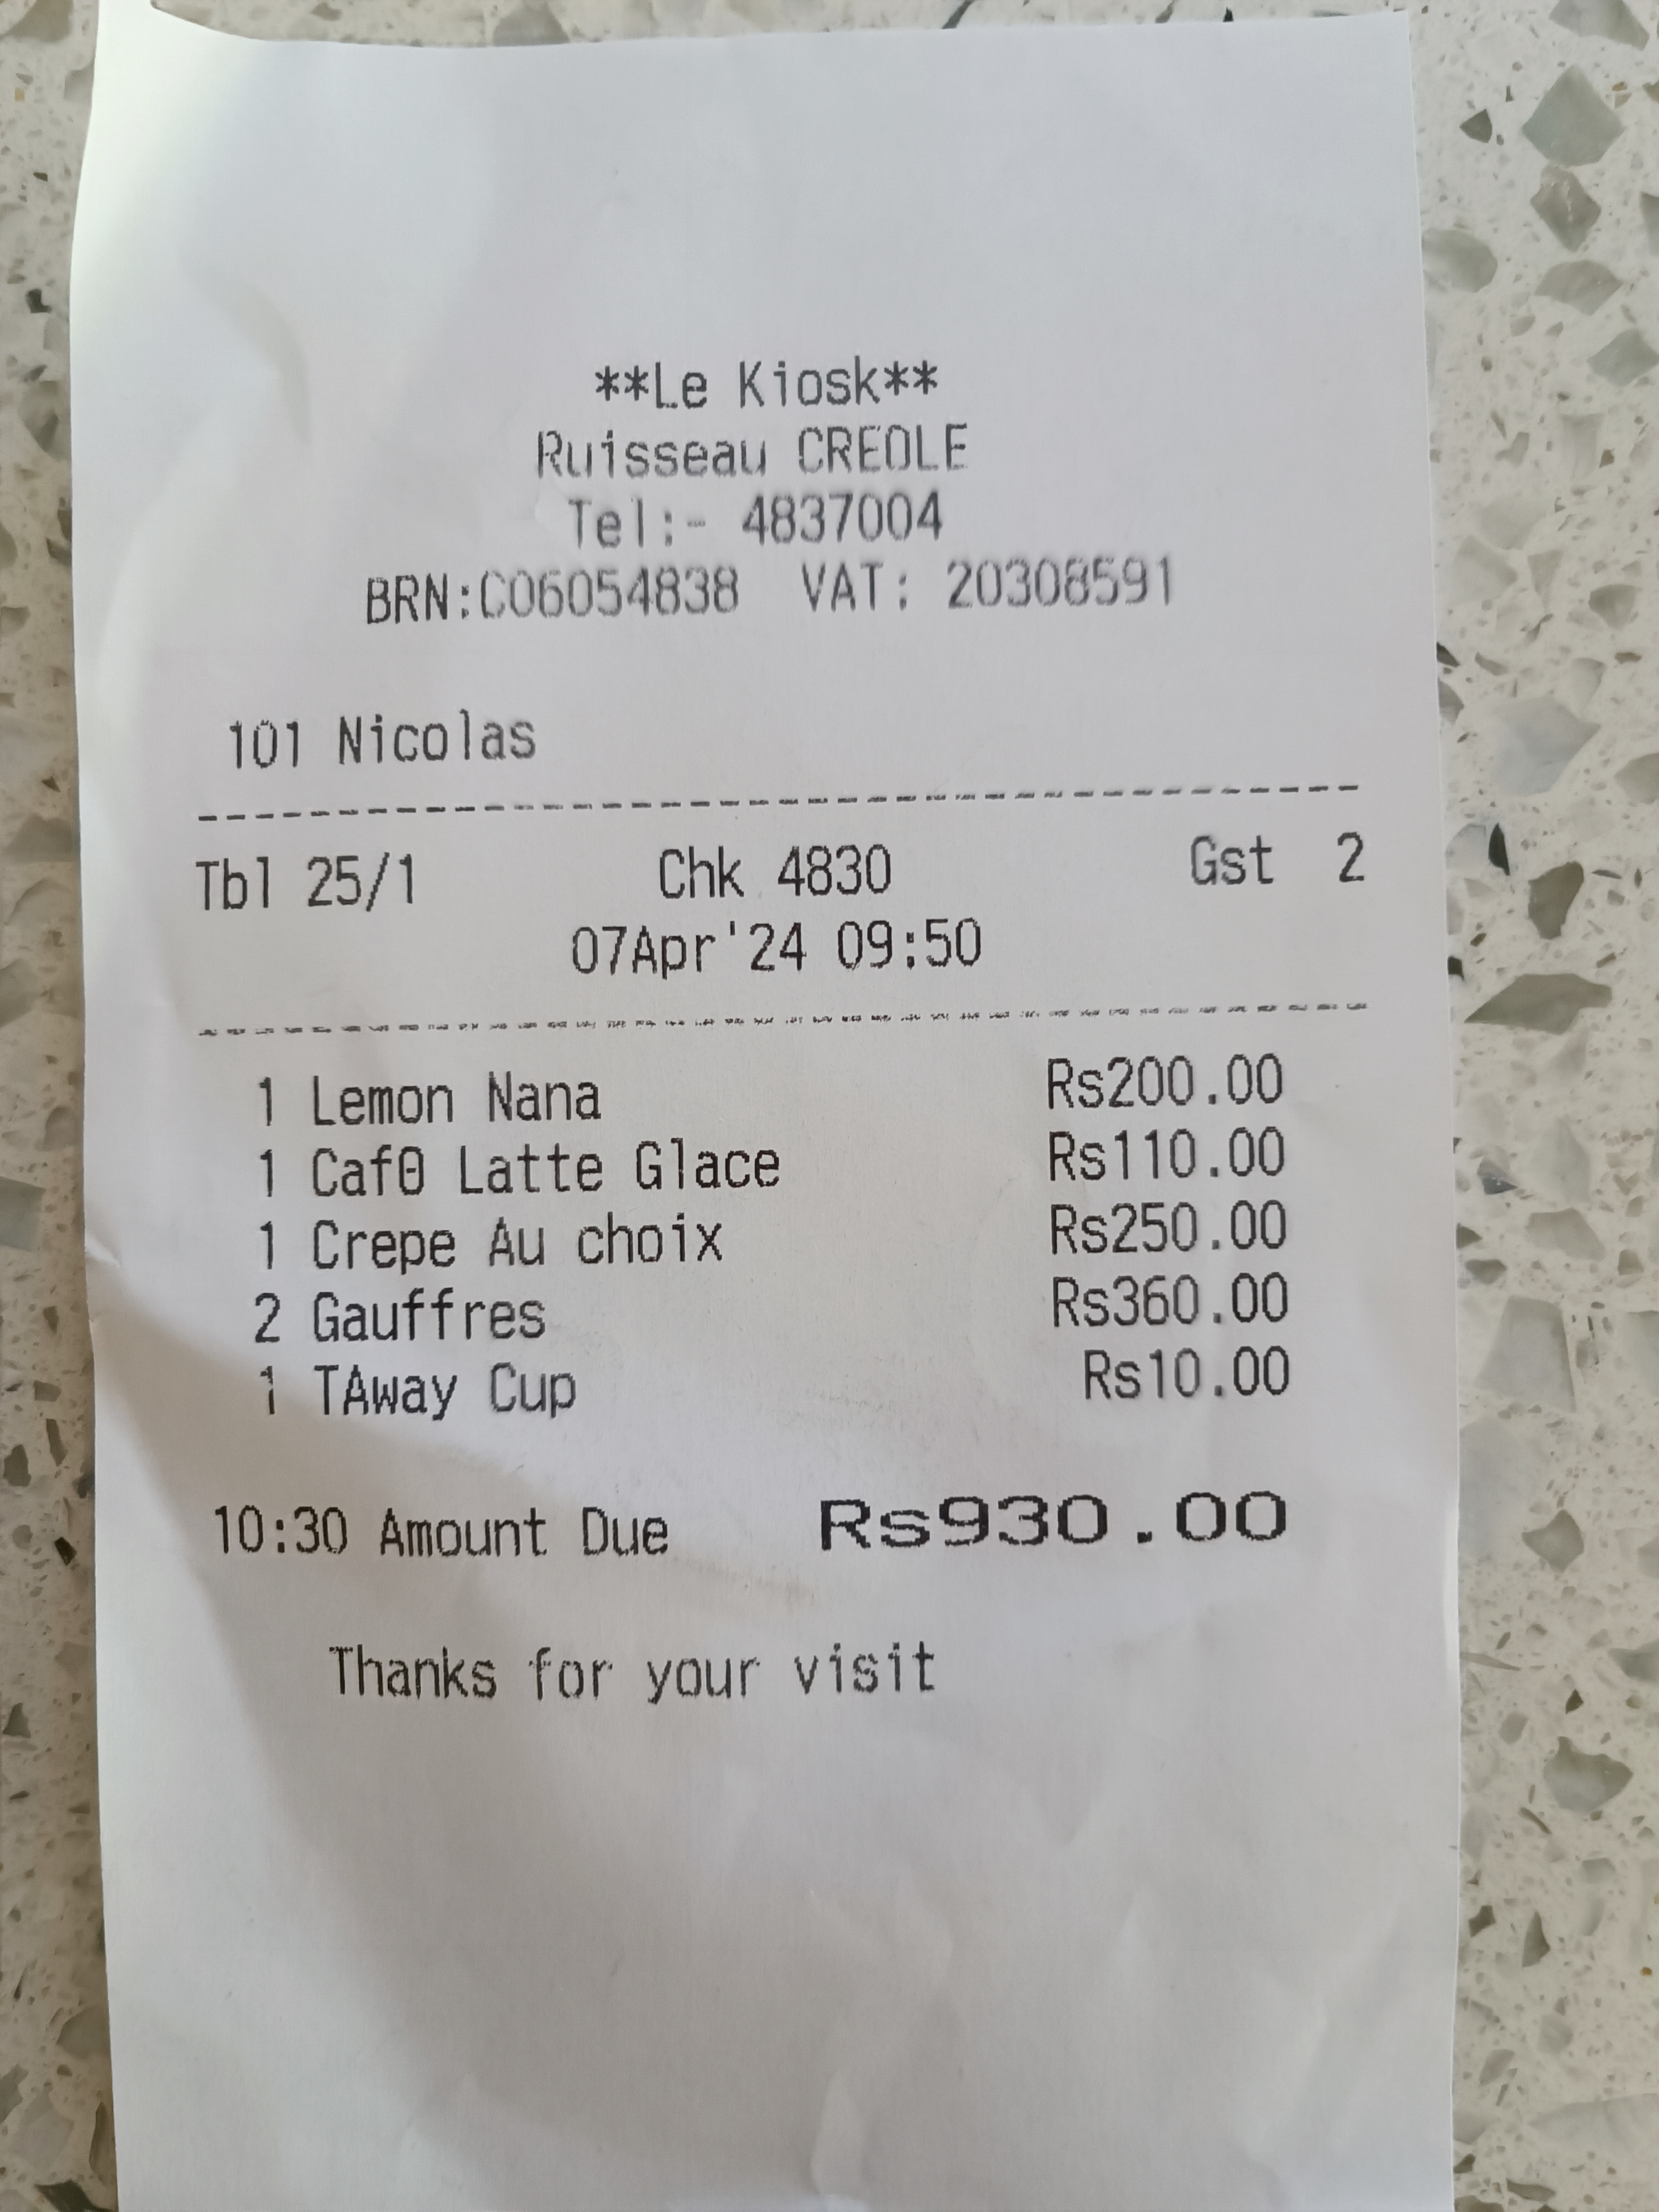 **Le Kiosk**
Ruisseau CREOLE
Tel:- 4837004
BRN:C06054838 VAT: 20308591
101 Nicolas
Tbl 25/1 Chk 4830 Gst 2
07Apr'24 09:50
1 Lemon Nana Rs200.00
1 Caf0 Latte Glace Rs110.00
1 Crepe Au choix Rs250.00
2 Gauffres Rs360.00
1 TAway Cup Rs10.00
10:30 Amount Due Rs930.00
Thanks for your visit